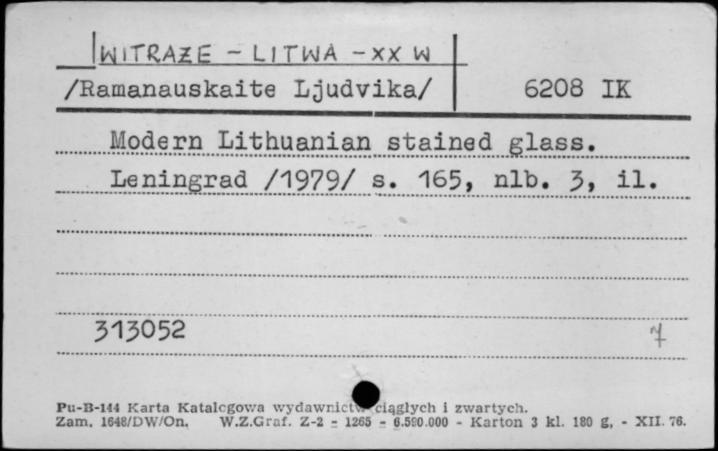 WITRAŻE - LITWA - XX W
/Ramanauskaite Ljudvika/ 6208 IK
Modern Lithuanian stained glass.
Leningrad /1979/ s. 165, nlb. 3, il.
313052 7
Pu-B-144 Karta Katalogowa wydawnictw ciągłych i zwartych.
Zam. 1648/DW/On. W.Z.Graf. Z-2 - 1265 - 6.590.000 - Karton 3 kl. 180 g, - XII. 76.